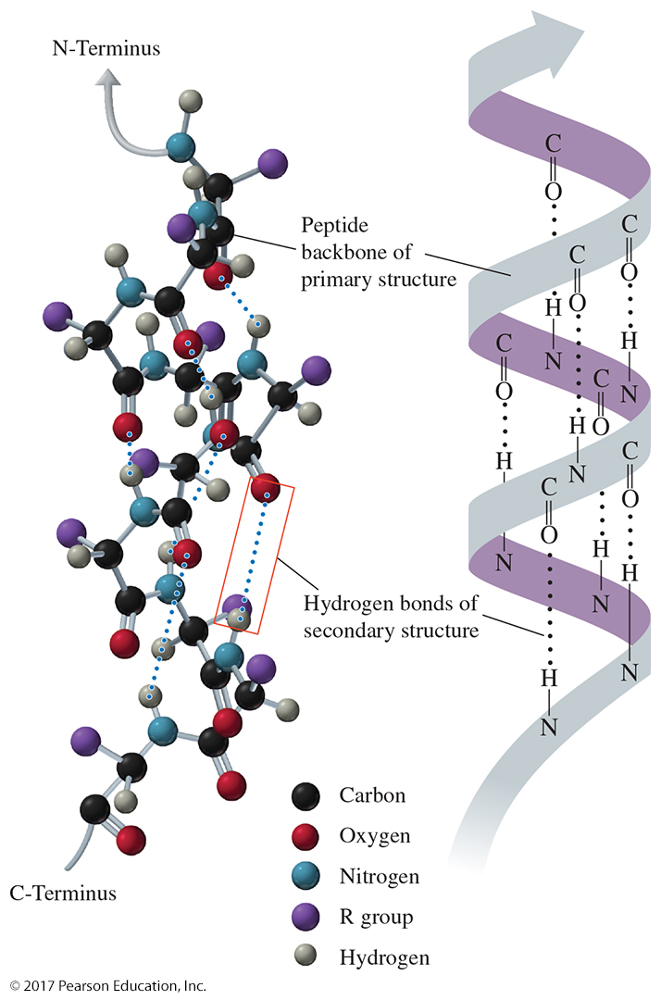 N-Terminus
Peptide
backbone of
primary structure
Hydrogen bonds of
secondary structure
Carbon
Oxygen
Nitrogen
R group
Hydrogen
C-Terminus
C
O
H
N
C
O
H
N
C
O
H
N
C
O
H
N
C
O
H
N
C
O
H
N
C
O
H
N
© 2017 Pearson Education, Inc.